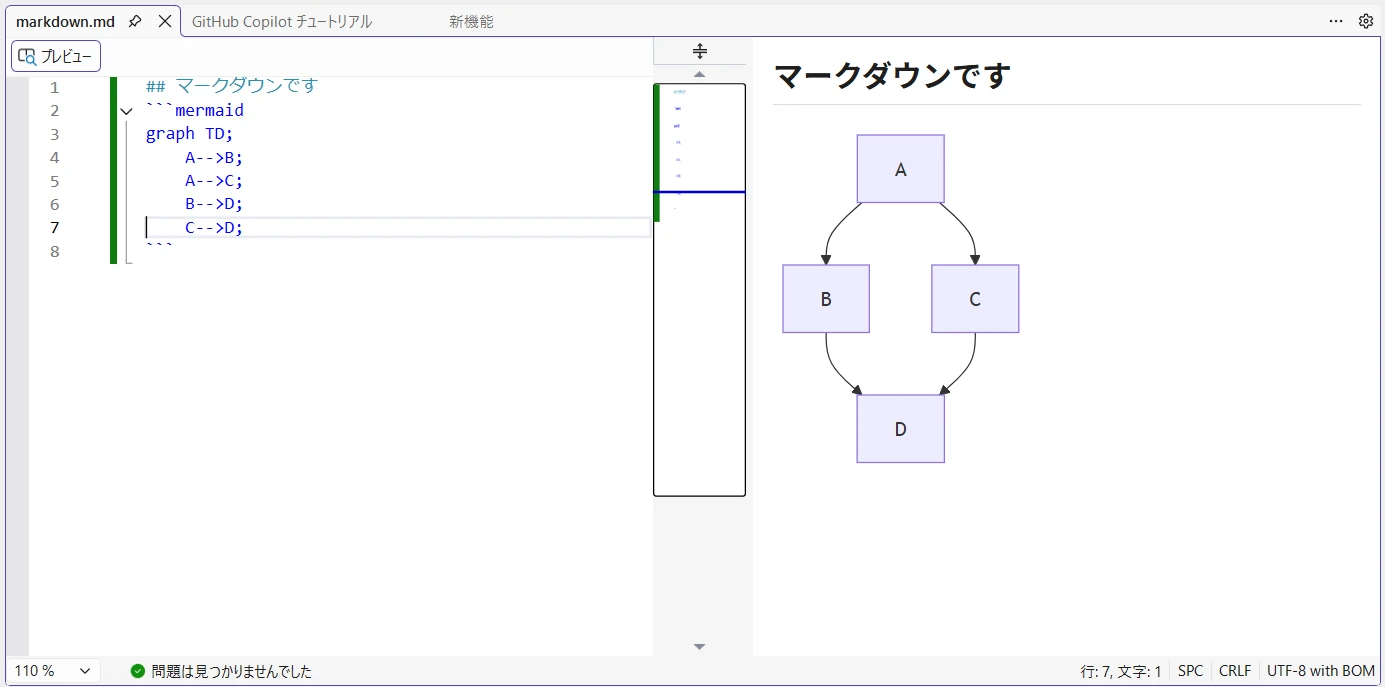 markdown.md GitHub Copilot チュートリアル 新機能
プレビュー
1 ## マークダウンです
2 ```mermaid
3 graph TD;
4     A-->B;
5     A-->C;
6     B-->D;
7     C-->D;
8 ```
マークダウンです
A
B C
D
110 % 問題は見つかりませんでした 行: 7, 文字: 1 SPC CRLF UTF-8 with BOM